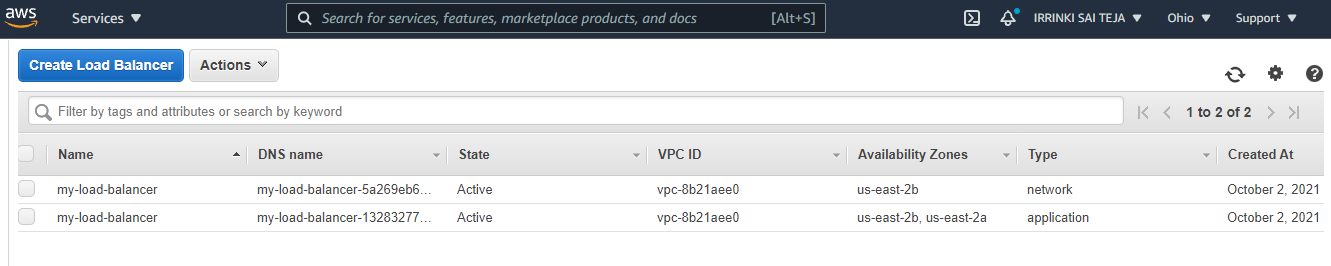 aws Services Search for services, features, marketplace products, and docs [Alt+S] IRRINKI SAI TEJA Ohio Support
Create Load Balancer Actions
Filter by tags and attributes or search by keyword 1 to 2 of 2
Name DNS name State VPC ID Availability Zones Type Created At
my-load-balancer my-load-balancer-5a269eb6... Active vpc-8b21aee0 us-east-2b network October 2, 2021
my-load-balancer my-load-balancer-13283277... Active vpc-8b21aee0 us-east-2b, us-east-2a application October 2, 2021